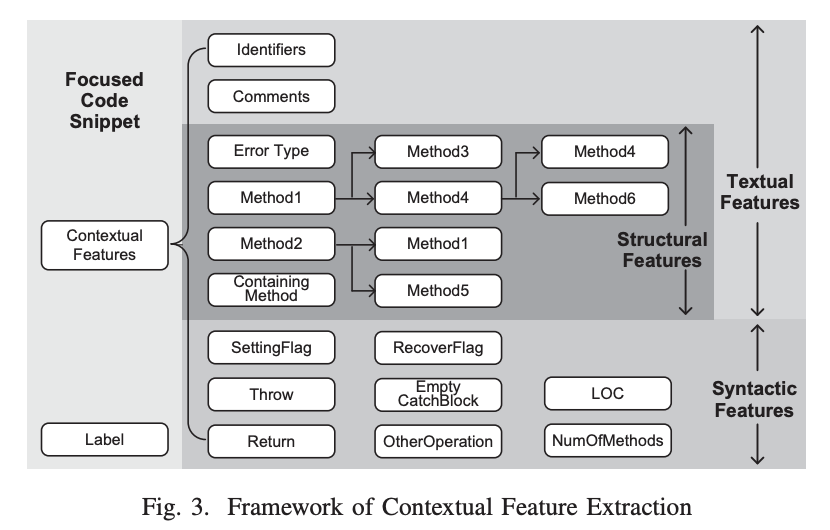 Focused
Code
Snippet
Contextual
Features
Label
Identifiers
Comments
Error Type
Method3
Method4
Method1
Method4
Method6
Method2
Method1
Containing
Method
Method5
Structural
Features
Textual
Features
SettingFlag
RecoverFlag
Throw
Empty
CatchBlock
LOC
Return
OtherOperation
NumOfMethods
Syntactic
Features
Fig. 3. Framework of Contextual Feature Extraction